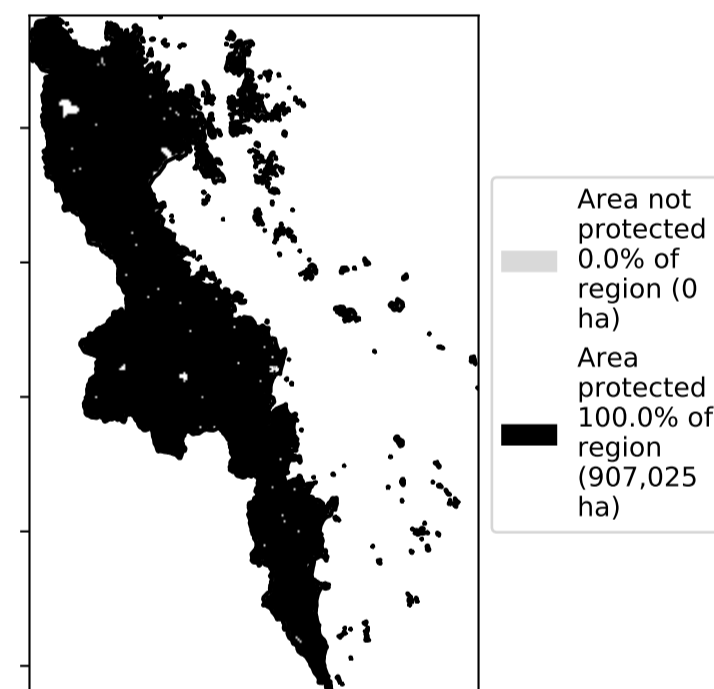 Area not
protected
0.0% of
region (0
ha)
Area
protected
100.0% of
region
(907,025
ha)